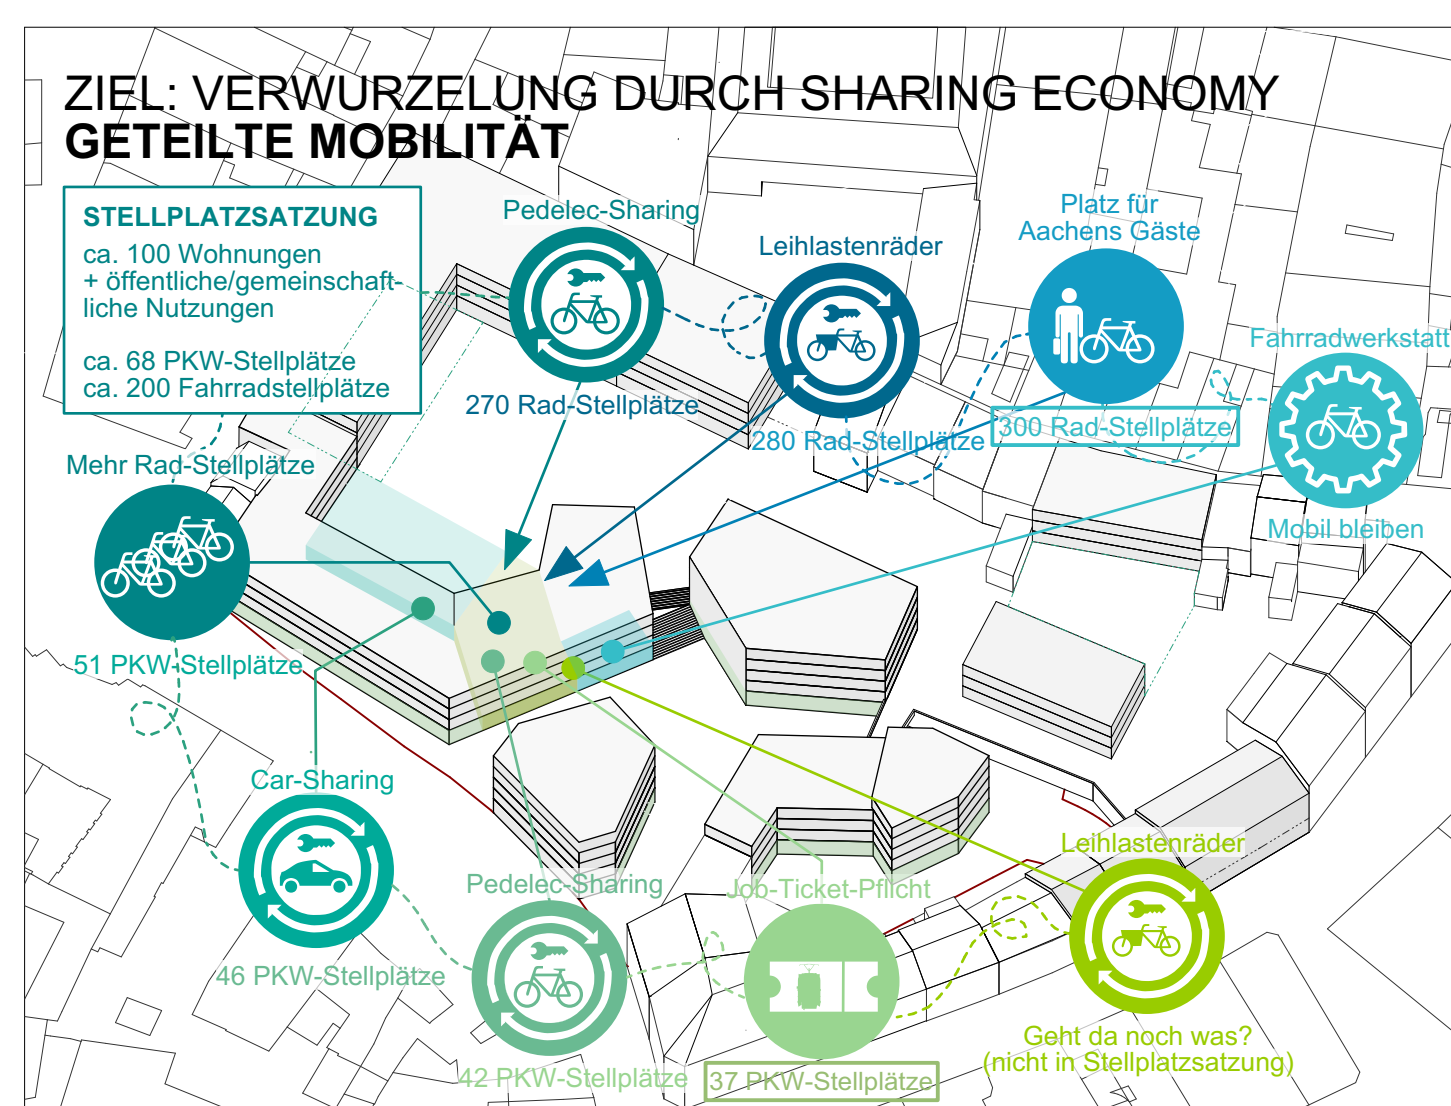 ZIEL: VERWURZELUNG DURCH SHARING ECONOMY
GETEILTE MOBILITÄT
STELLPLATZSATZUNG
ca. 100 Wohnungen
+ öffentliche/gemeinschaft-
liche Nutzungen
ca. 68 PKW-Stellplätze
ca. 200 Fahrradstellplätze
Pedelec-Sharing
270 Rad-Stellplätze
Leihlastenräder
280 Rad-Stellplätze
Platz für
Aachens Gäste
300 Rad-Stellplätze
Fahrradwerkstatt
Mobil bleiben
Mehr Rad-Stellplätze
51 PKW-Stellplätze
Car-Sharing
46 PKW-Stellplätze
Pedelec-Sharing
42 PKW-Stellplätze
Job-Ticket-Pflicht
37 PKW-Stellplätze
Leihlastenräder
Geht da noch was?
(nicht in Stellplatzsatzung)